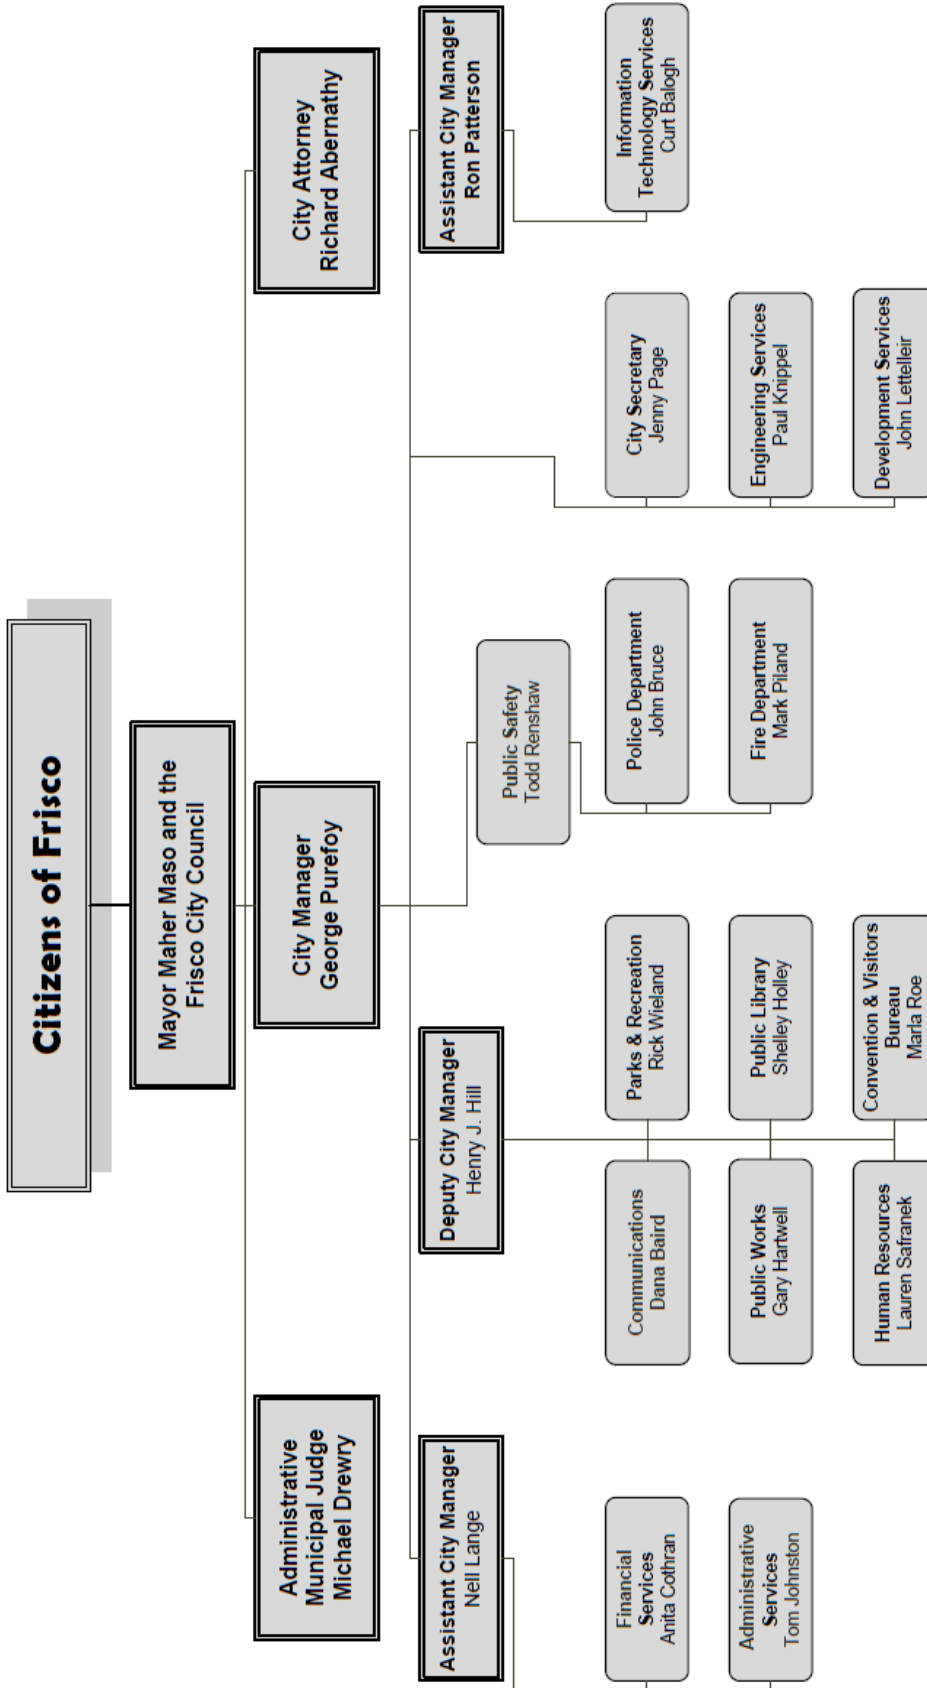 Citizens of Frisco
Mayor Maher Maso and the
Frisco City Council
Administrative
Municipal Judge
Michael Drewry
City Manager
George Purefoy
City Attorney
Richard Abernathy
Assistant City Manager
Nell Lange
Deputy City Manager
Henry J. Hill
Assistant City Manager
Ron Patterson
Public Safety
Todd Renshaw
Financial
Services
Anita Cothran
Communications
Dana Baird
Parks & Recreation
Rick Wieland
Police Department
John Bruce
City Secretary
Jenny Page
Information
Technology Services
Curt Balogh
Administrative
Services
Tom Johnston
Public Works
Gary Hartwell
Public Library
Shelley Holley
Fire Department
Mark Piland
Engineering Services
Paul Knippel
Human Resources
Lauren Safranek
Convention & Visitors
Bureau
Marla Roe
Development Services
John Lettelleir